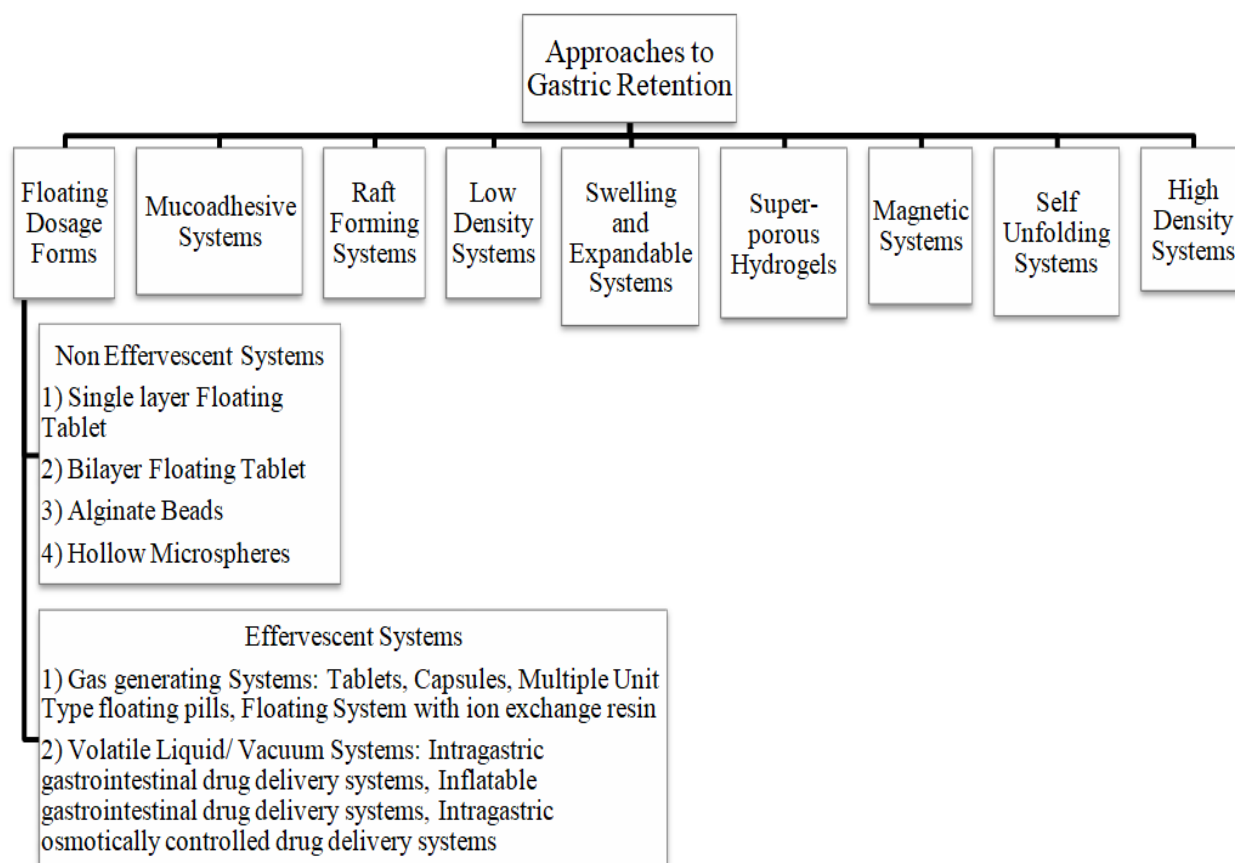 Approaches to
Gastric Retention
Floating
Dosage
Forms
Mucoadhesive
Systems
Raft
Forming
Systems
Low
Density
Systems
Swelling
and
Expandable
Systems
Super-
porous
Hydrogels
Magnetic
Systems
Self
Unfolding
Systems
High
Density
Systems
Non Effervescent Systems
1) Single layer Floating
Tablet
2) Bilayer Floating Tablet
3) Alginate Beads
4) Hollow Microspheres
Effervescent Systems
1) Gas generating Systems: Tablets, Capsules, Multiple Unit
Type floating pills, Floating System with ion exchange resin
2) Volatile Liquid/ Vacuum Systems: Intragastric
gastrointestinal drug delivery systems, Inflatable
gastrointestinal drug delivery systems, Intragastric
osmotically controlled drug delivery systems